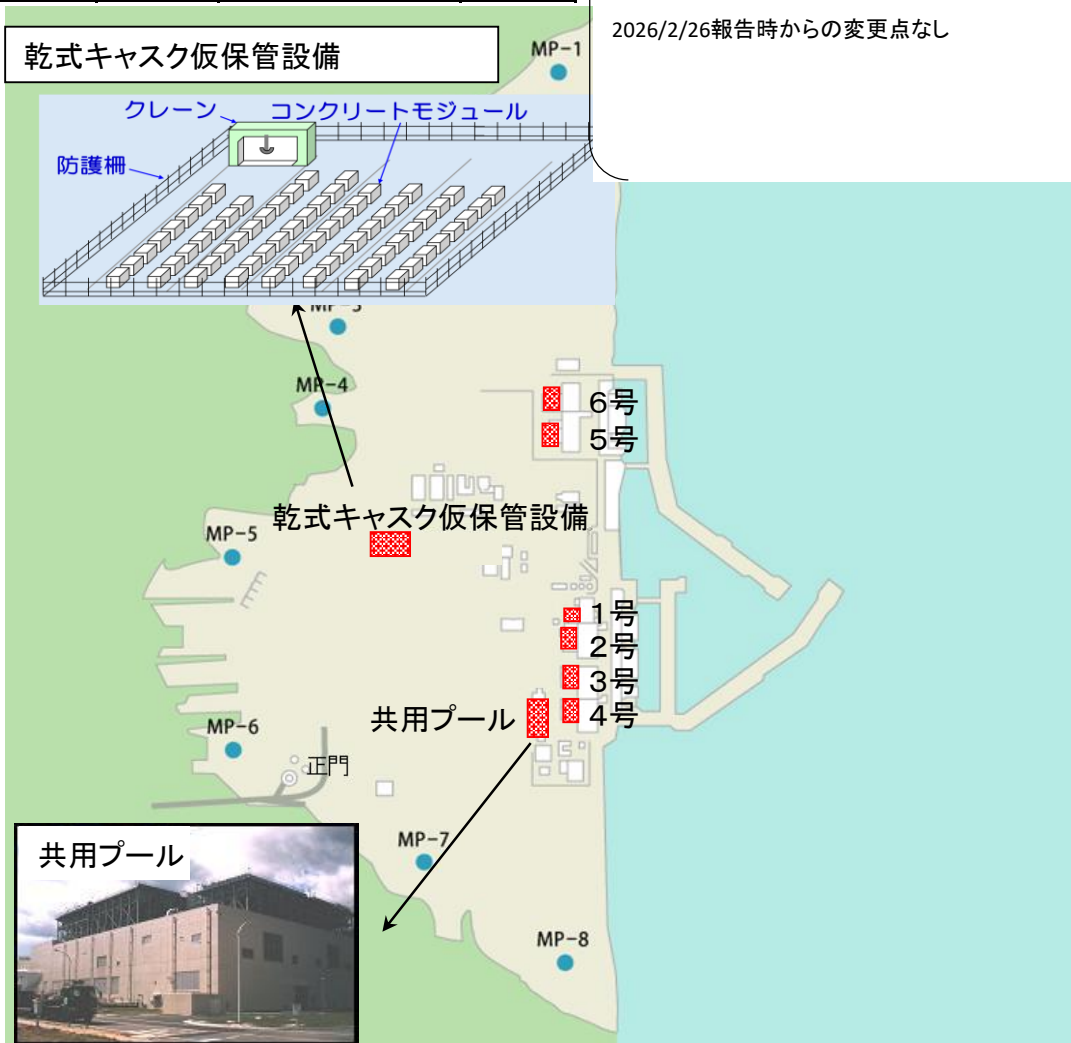 2026/2/26報告時からの変更点なし
乾式キャスク仮保管設備
MP-1
クレーン
コンクリートモジュール
防護柵
MP-3
MP-4
6号
5号
乾式キャスク仮保管設備
MP-5
1号
2号
3号
共用プール
4号
MP-6
正門
MP-7
共用プール
MP-8